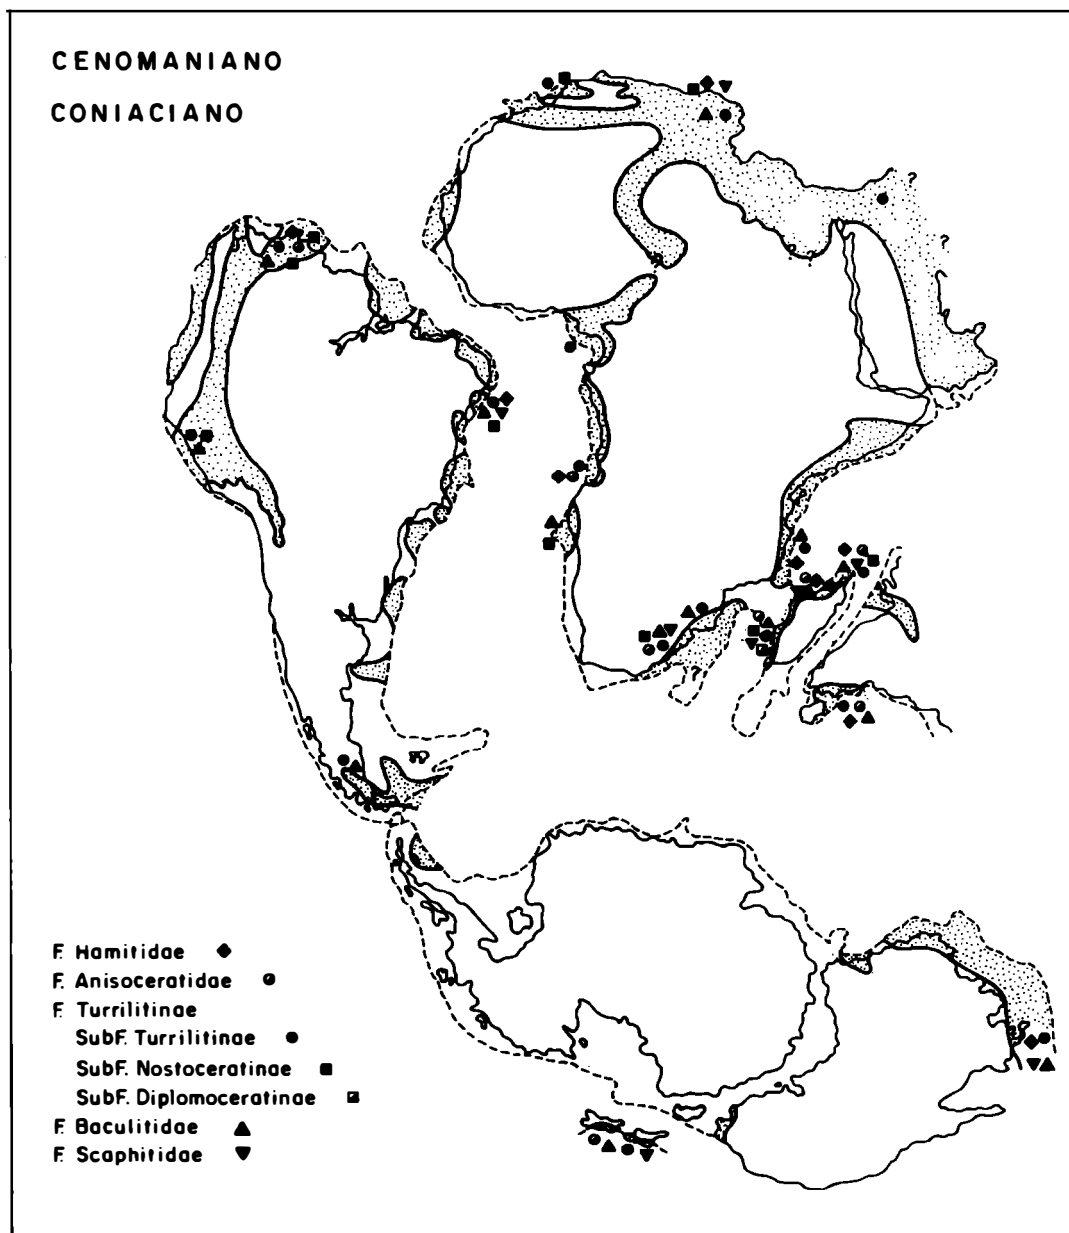 CENOMANIANO
CONIACIANO
?
?
?
?
? ?
?
??
F. Hamitidae
F. Anisoceratidae
F. Turrilitinae
SubF. Turrilitinae
SubF. Nostoceratinae
SubF. Diplomoceratinae
F. Baculitidae
F. Scaphitidae